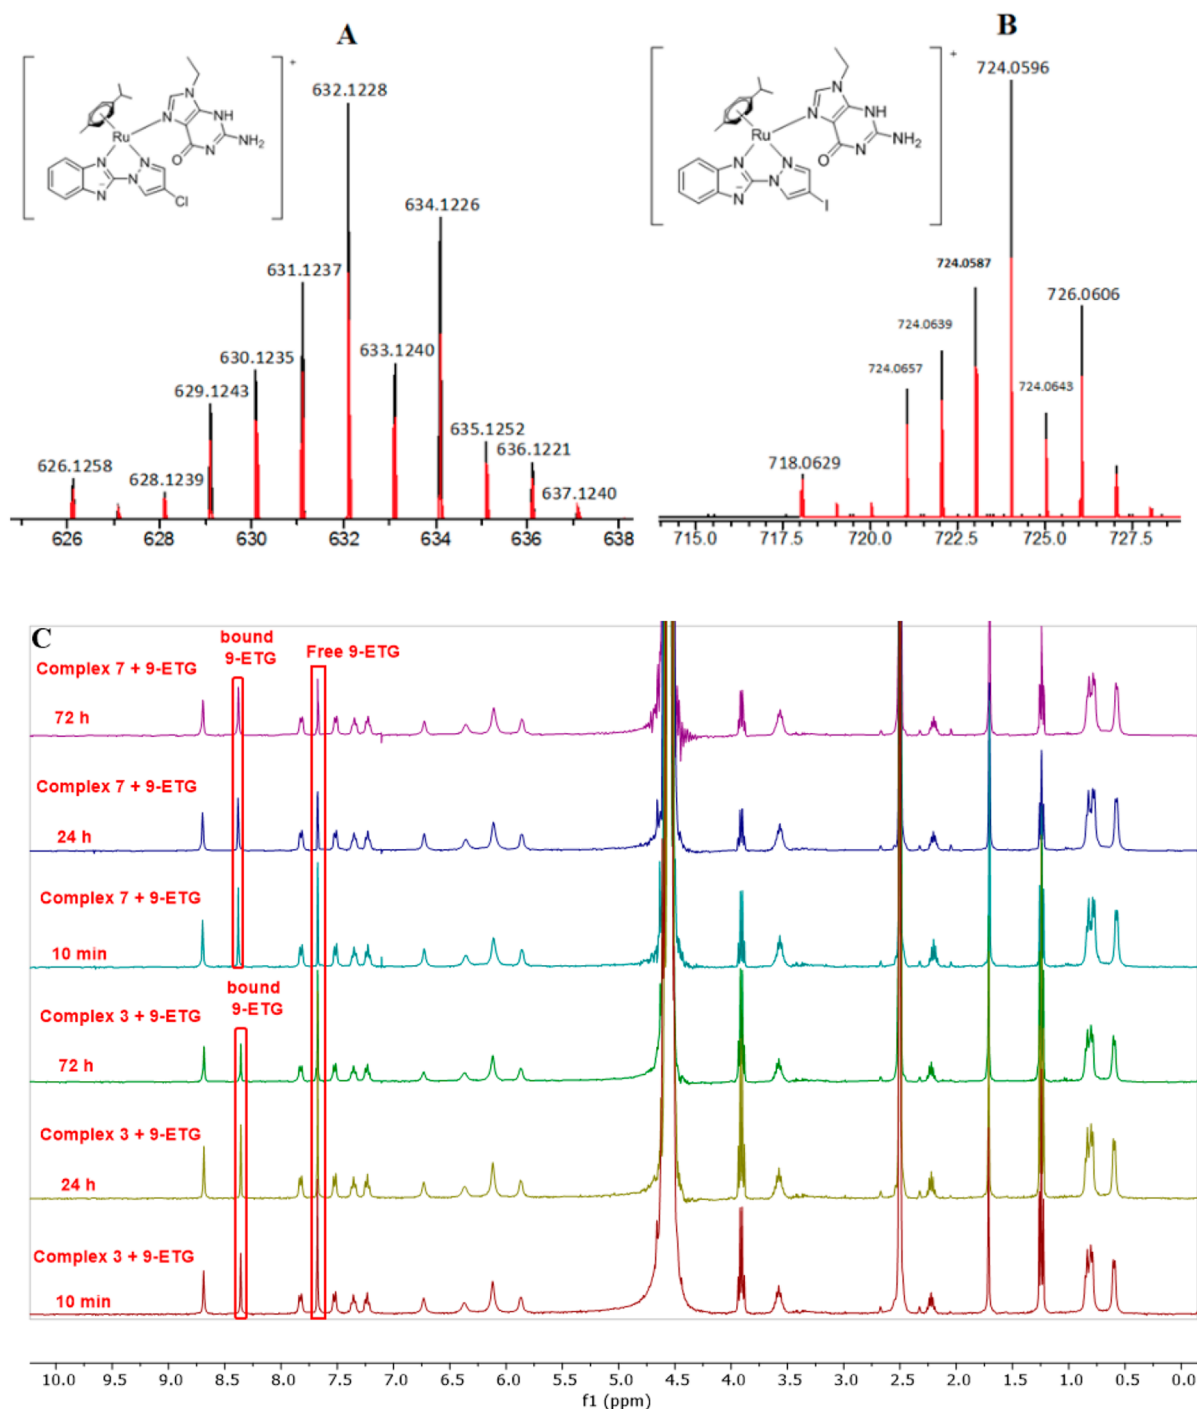 A
+
N
N
NH
N
NH2
O
Ru
N
N
N
N
Cl
632.1228
634.1226
631.1237
630.1235
633.1240
629.1243
635.1252
636.1221
626.1258
628.1239
637.1240
626 628 630 632 634 636 638
B
+
N
N
NH
N
NH2
O
Ru
N
N
N
N
I
724.0596
724.0587
726.0606
724.0639
724.0657
724.0643
718.0629
715.0 717.5 720.0 722.5 725.0 727.5
C
bound
9-ETG
Free 9-ETG
Complex 7 + 9-ETG
72 h
Complex 7 + 9-ETG
24 h
Complex 7 + 9-ETG
10 min
bound
9-ETG
Complex 3 + 9-ETG
72 h
Complex 3 + 9-ETG
24 h
Complex 3 + 9-ETG
10 min
10.0 9.5 9.0 8.5 8.0 7.5 7.0 6.5 6.0 5.5 5.0 4.5 4.0 3.5 3.0 2.5 2.0 1.5 1.0 0.5 0.0
f1 (ppm)